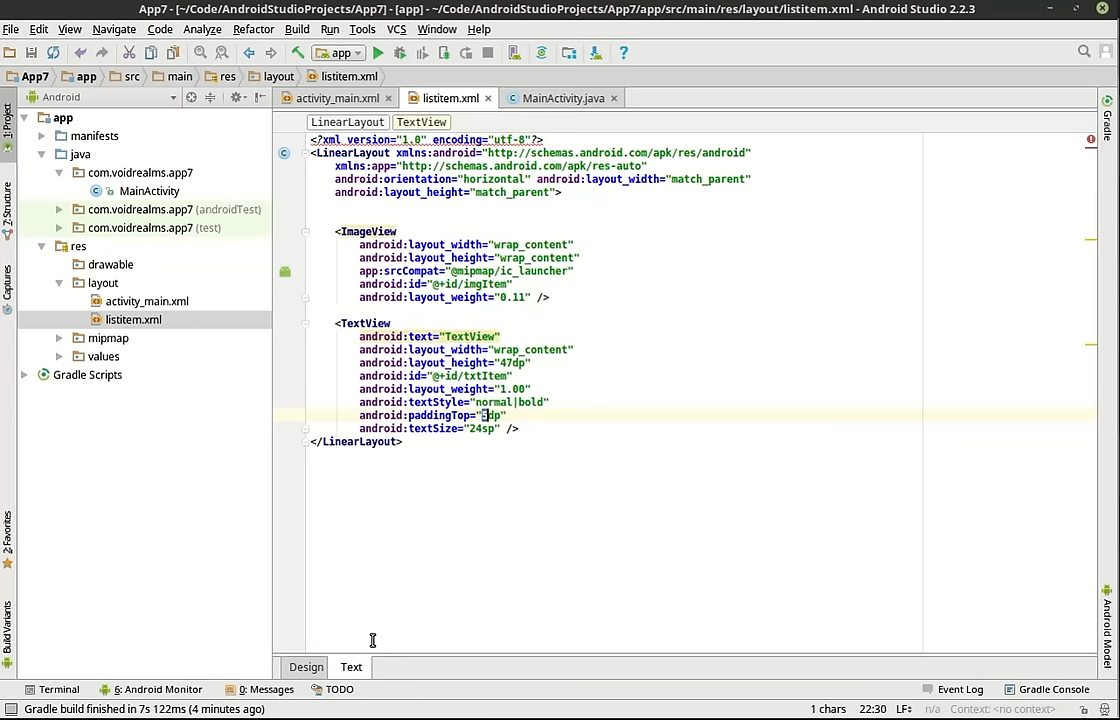 App7 - [~/Code/AndroidStudioProjects/App7] - [app] - ~/Code/AndroidStudioProjects/App7/app/src/main/res/layout/listitem.xml - Android Studio 2.2.3
File Edit View Navigate Code Analyze Refactor Build Run Tools VCS Window Help
app
App7 app src main res layout listitem.xml
Android
activity_main.xml listitem.xml MainActivity.java
LinearLayout TextView
1: Project
7: Structure
Captures
2: Favorites
Build Variants
app
manifests
java
com.voidrealms.app7
MainActivity
com.voidrealms.app7 (androidTest)
com.voidrealms.app7 (test)
res
drawable
layout
activity_main.xml
listitem.xml
mipmap
values
Gradle Scripts
<?xml version="1.0" encoding="utf-8"?>
<LinearLayout xmlns:android="http://schemas.android.com/apk/res/android"
xmlns:app="http://schemas.android.com/apk/res-auto"
android:orientation="horizontal" android:layout_width="match_parent"
android:layout_height="match_parent">
<ImageView
android:layout_width="wrap_content"
android:layout_height="wrap_content"
app:srcCompat="@mipmap/ic_launcher"
android:id="@+id/imgItem"
android:layout_weight="0.11" />
<TextView
android:text="TextView"
android:layout_width="wrap_content"
android:layout_height="47dp"
android:id="@+id/txtItem"
android:layout_weight="1.00"
android:textStyle="normal|bold"
android:paddingTop=" dp"
android:textSize="24sp" />
</LinearLayout>
Gradle
Android Model
Design Text
Terminal 6: Android Monitor 0: Messages TODO Event Log Gradle Console
Gradle build finished in 7s 122ms (4 minutes ago) 1 chars 22:30 LF÷ n/a Context: <no context>